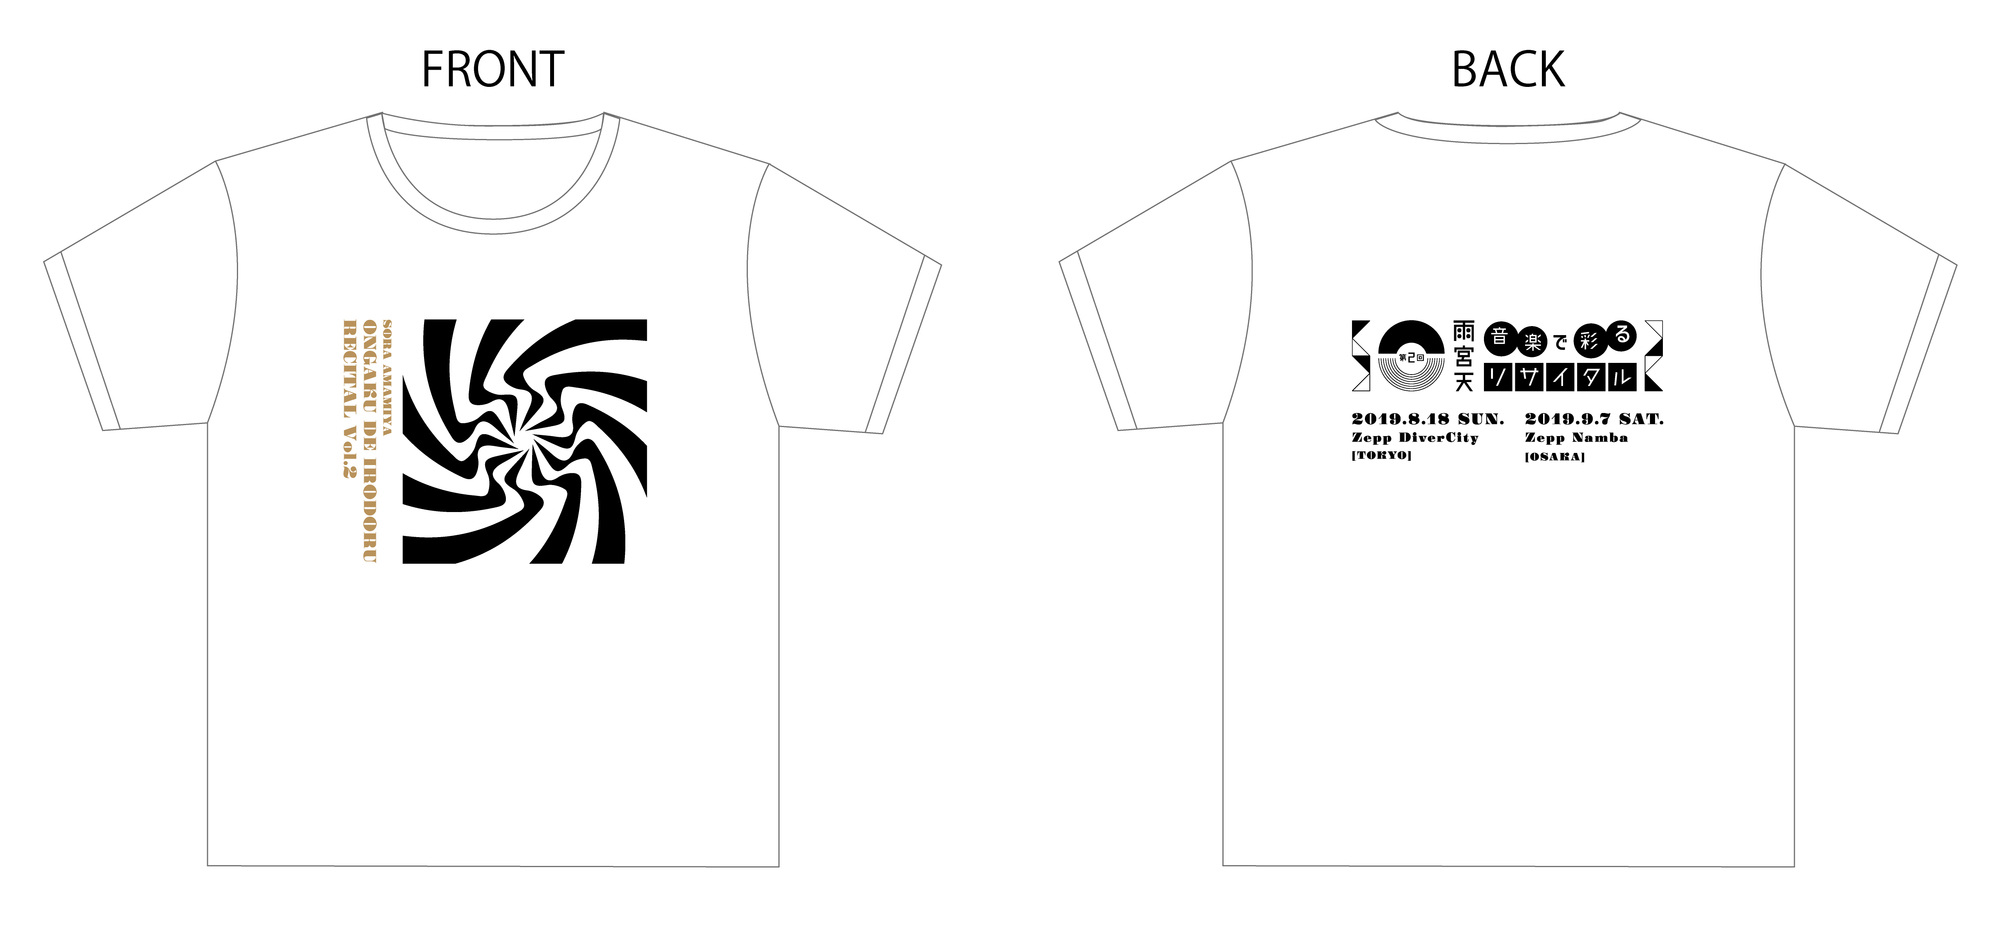 FRONT
SORA AMAMIYA
ONGAKU DE IRODORU
RECITAL Vol.2
BACK
第2回
雨宮天
音楽で彩る
リサイタル
2019.8.18 SUN.
Zepp DiverCity
[TOKYO]
2019.9.7 SAT.
Zepp Namba
[OSAKA]